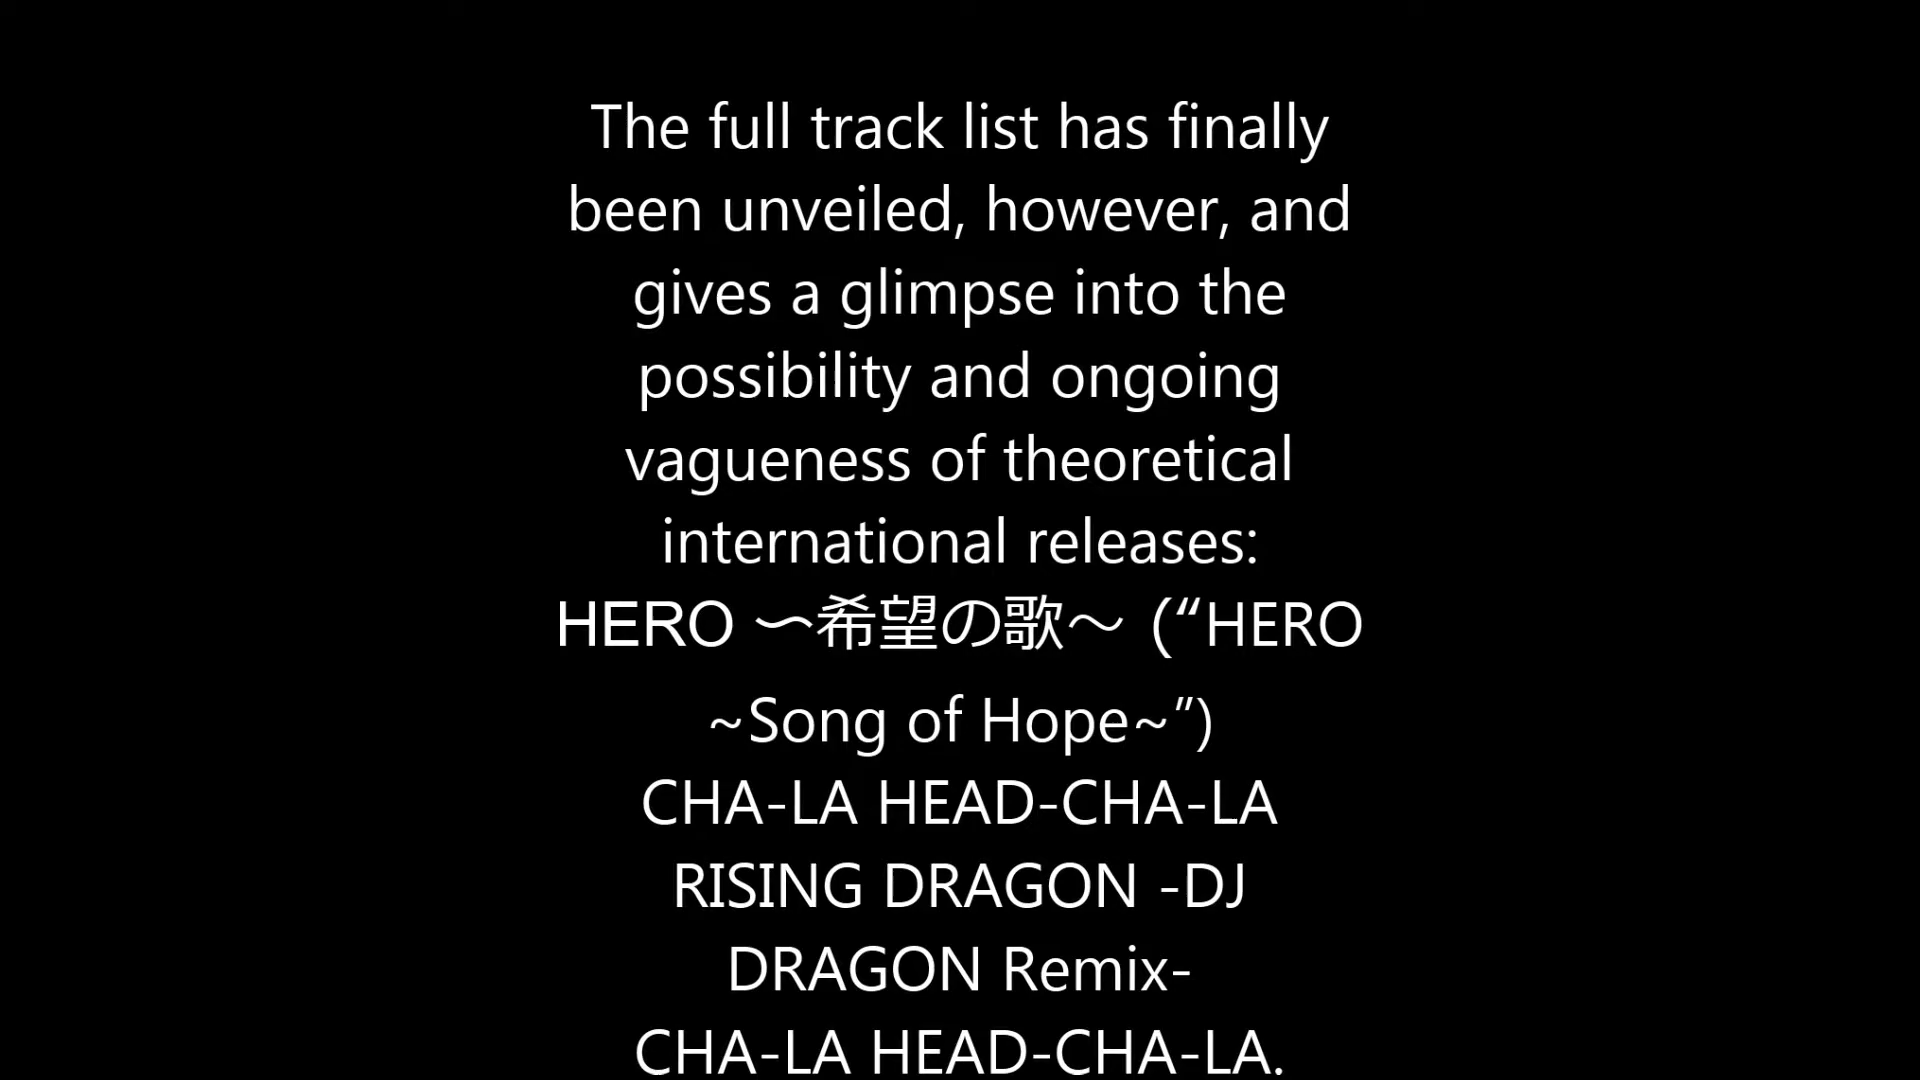 The full track list has finally
been unveiled, however, and
gives a glimpse into the
possibility and ongoing
vagueness of theoretical
international releases:
HERO 〜希望の歌～ (“HERO
~Song of Hope~”)
CHA-LA HEAD-CHA-LA
RISING DRAGON -DJ
DRAGON Remix-
CHA-LA HEAD-CHA-LA.